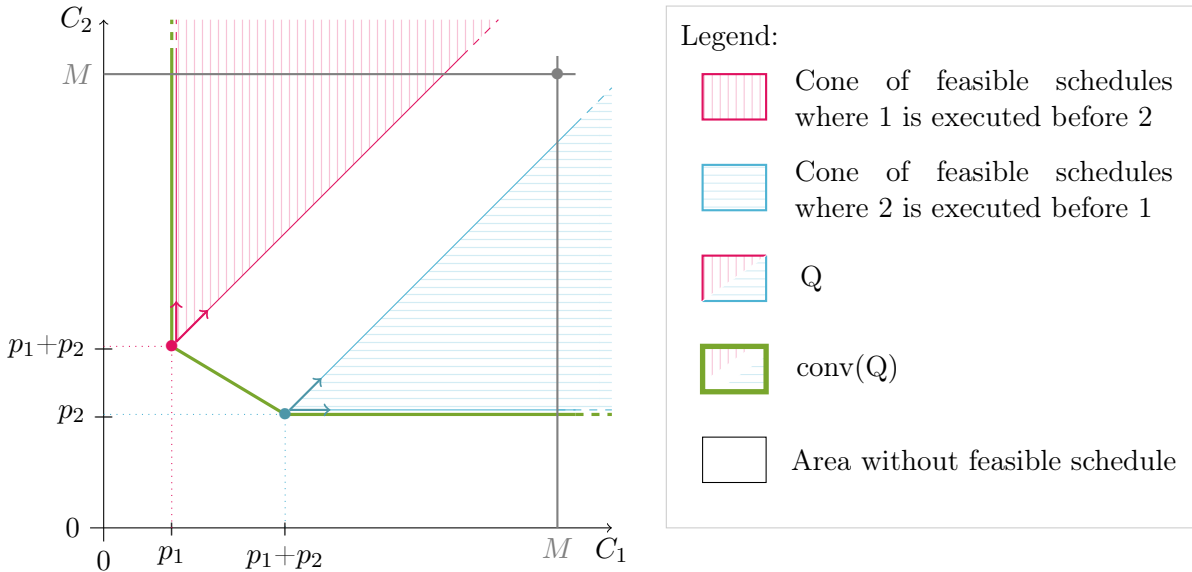 C₂
M
p₁+p₂
p₂
0
0
p₁
p₁+p₂
M
C₁
Legend:
Cone of feasible schedules
where 1 is executed before 2
Cone of feasible schedules
where 2 is executed before 1
Q
conv(Q)
Area without feasible schedule